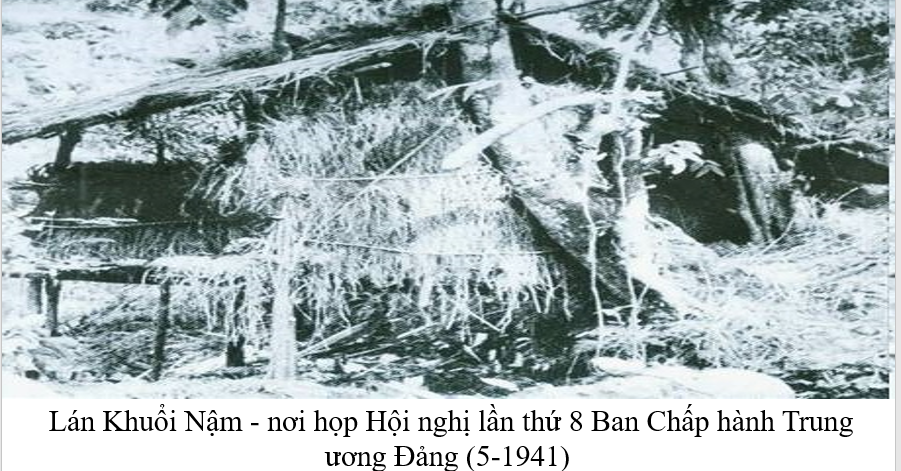 Lán Khuổi Nậm - nơi họp Hội nghị lần thứ 8 Ban Chấp hành Trung
ương Đảng (5-1941)